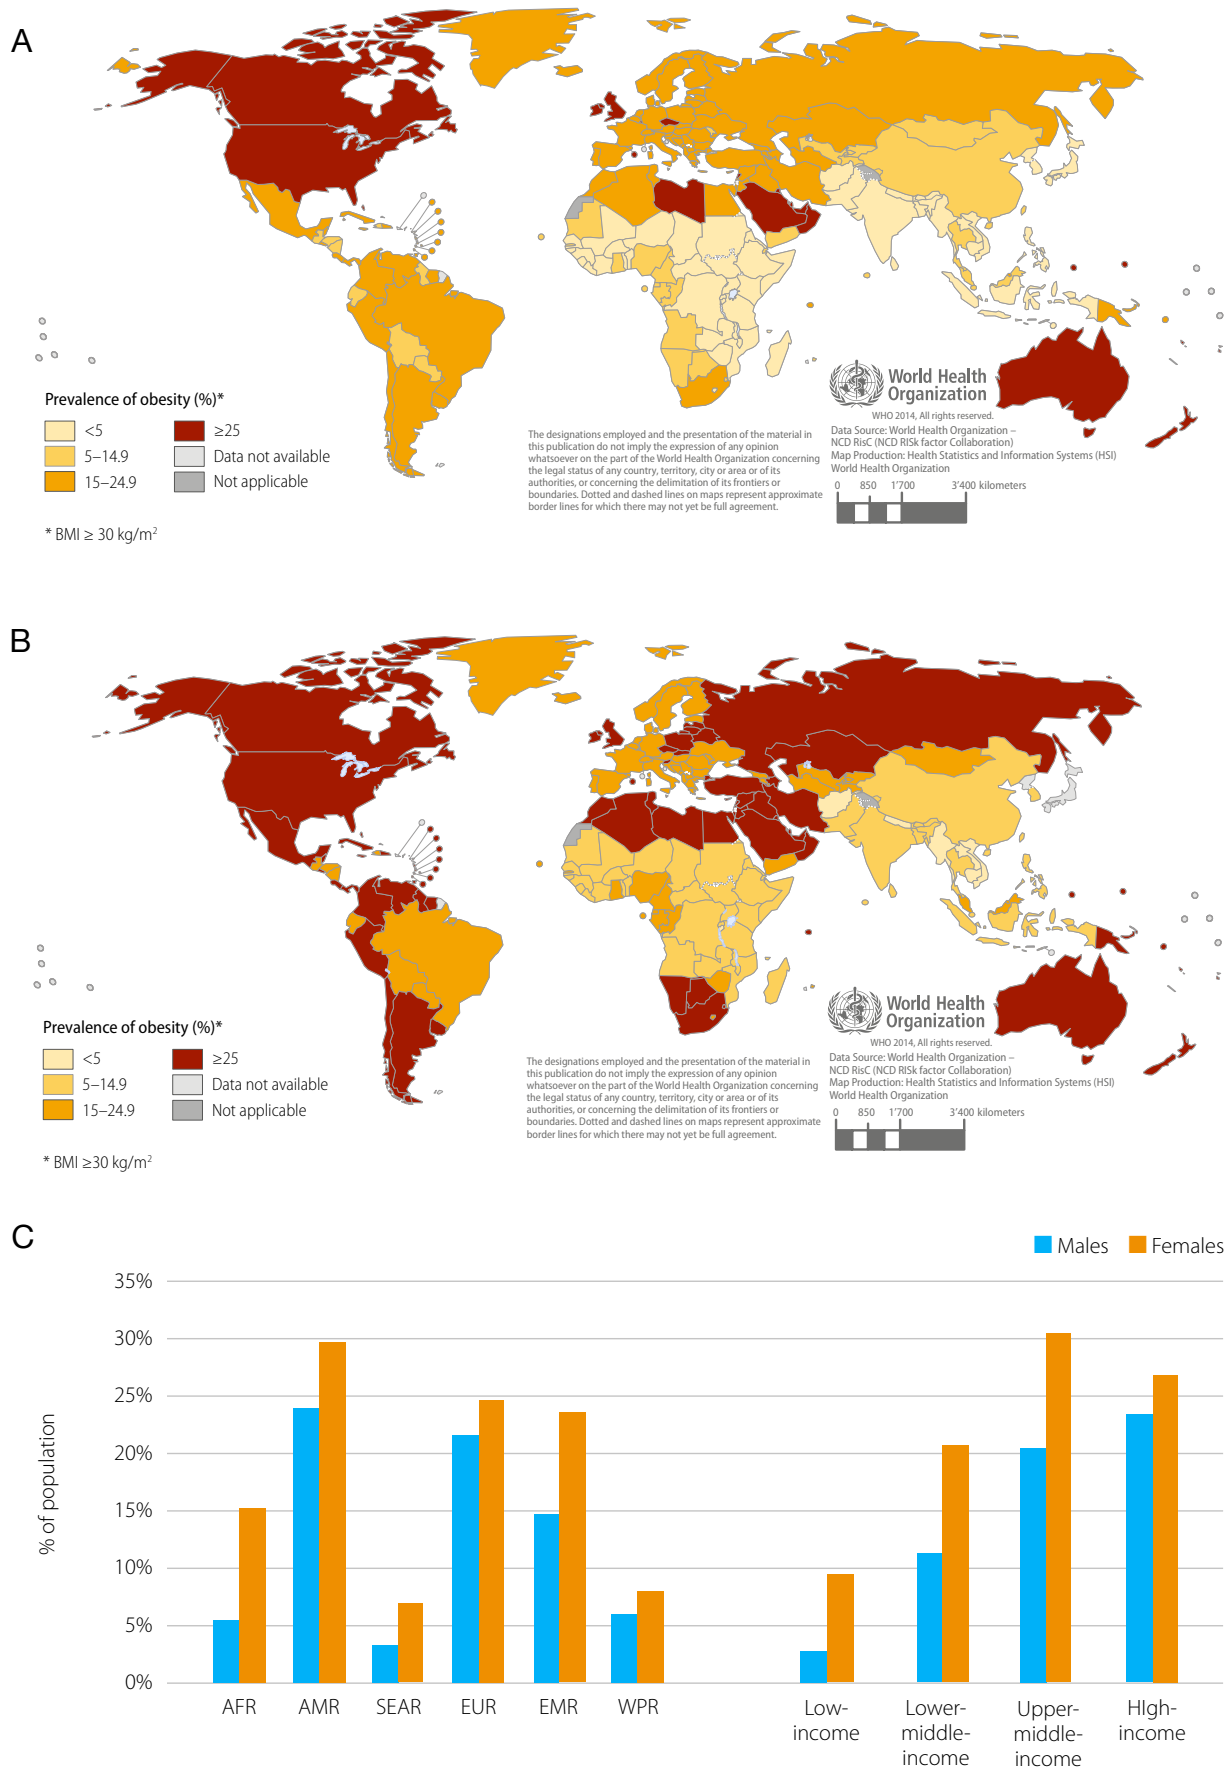 A
Prevalence of obesity (%)*
<5
5–14.9
15–24.9
≥25
Data not available
Not applicable
* BMI ≥ 30 kg/m²
The designations employed and the presentation of the material in
this publication do not imply the expression of any opinion
whatsoever on the part of the World Health Organization concerning
the legal status of any country, territory, city or area or of its
authorities, or concerning the delimitation of its frontiers or
boundaries. Dotted and dashed lines on maps represent approximate
border lines for which there may not yet be full agreement.
World Health
Organization
WHO 2014, All rights reserved.
Data Source: World Health Organization –
NCD RisC (NCD RISk factor Collaboration)
Map Production: Health Statistics and Information Systems (HSI)
World Health Organization
0 850 1'700 3'400 kilometers
B
Prevalence of obesity (%)*
<5
5–14.9
15–24.9
≥25
Data not available
Not applicable
* BMI ≥30 kg/m²
The designations employed and the presentation of the material in
this publication do not imply the expression of any opinion
whatsoever on the part of the World Health Organization concerning
the legal status of any country, territory, city or area or of its
authorities, or concerning the delimitation of its frontiers or
boundaries. Dotted and dashed lines on maps represent approximate
border lines for which there may not yet be full agreement.
World Health
Organization
WHO 2014, All rights reserved.
Data Source: World Health Organization –
NCD RisC (NCD RISk factor Collaboration)
Map Production: Health Statistics and Information Systems (HSI)
World Health Organization
0 850 1'700 3'400 kilometers
C
Males Females
% of population
35%
30%
25%
20%
15%
10%
5%
0%
AFR AMR SEAR EUR EMR WPR
Low-
income
Lower-
middle-
income
Upper-
middle-
income
HIgh-
income